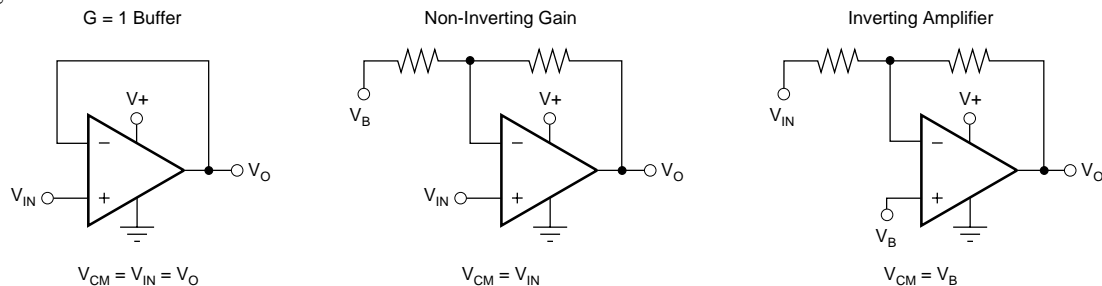 G = 1 Buffer
V+
−
+
V_IN
V_O
V_CM = V_IN = V_O
Non-Inverting Gain
V_B
V+
−
+
V_IN
V_O
V_CM = V_IN
Inverting Amplifier
V_IN
V+
−
+
V_B
V_O
V_CM = V_B